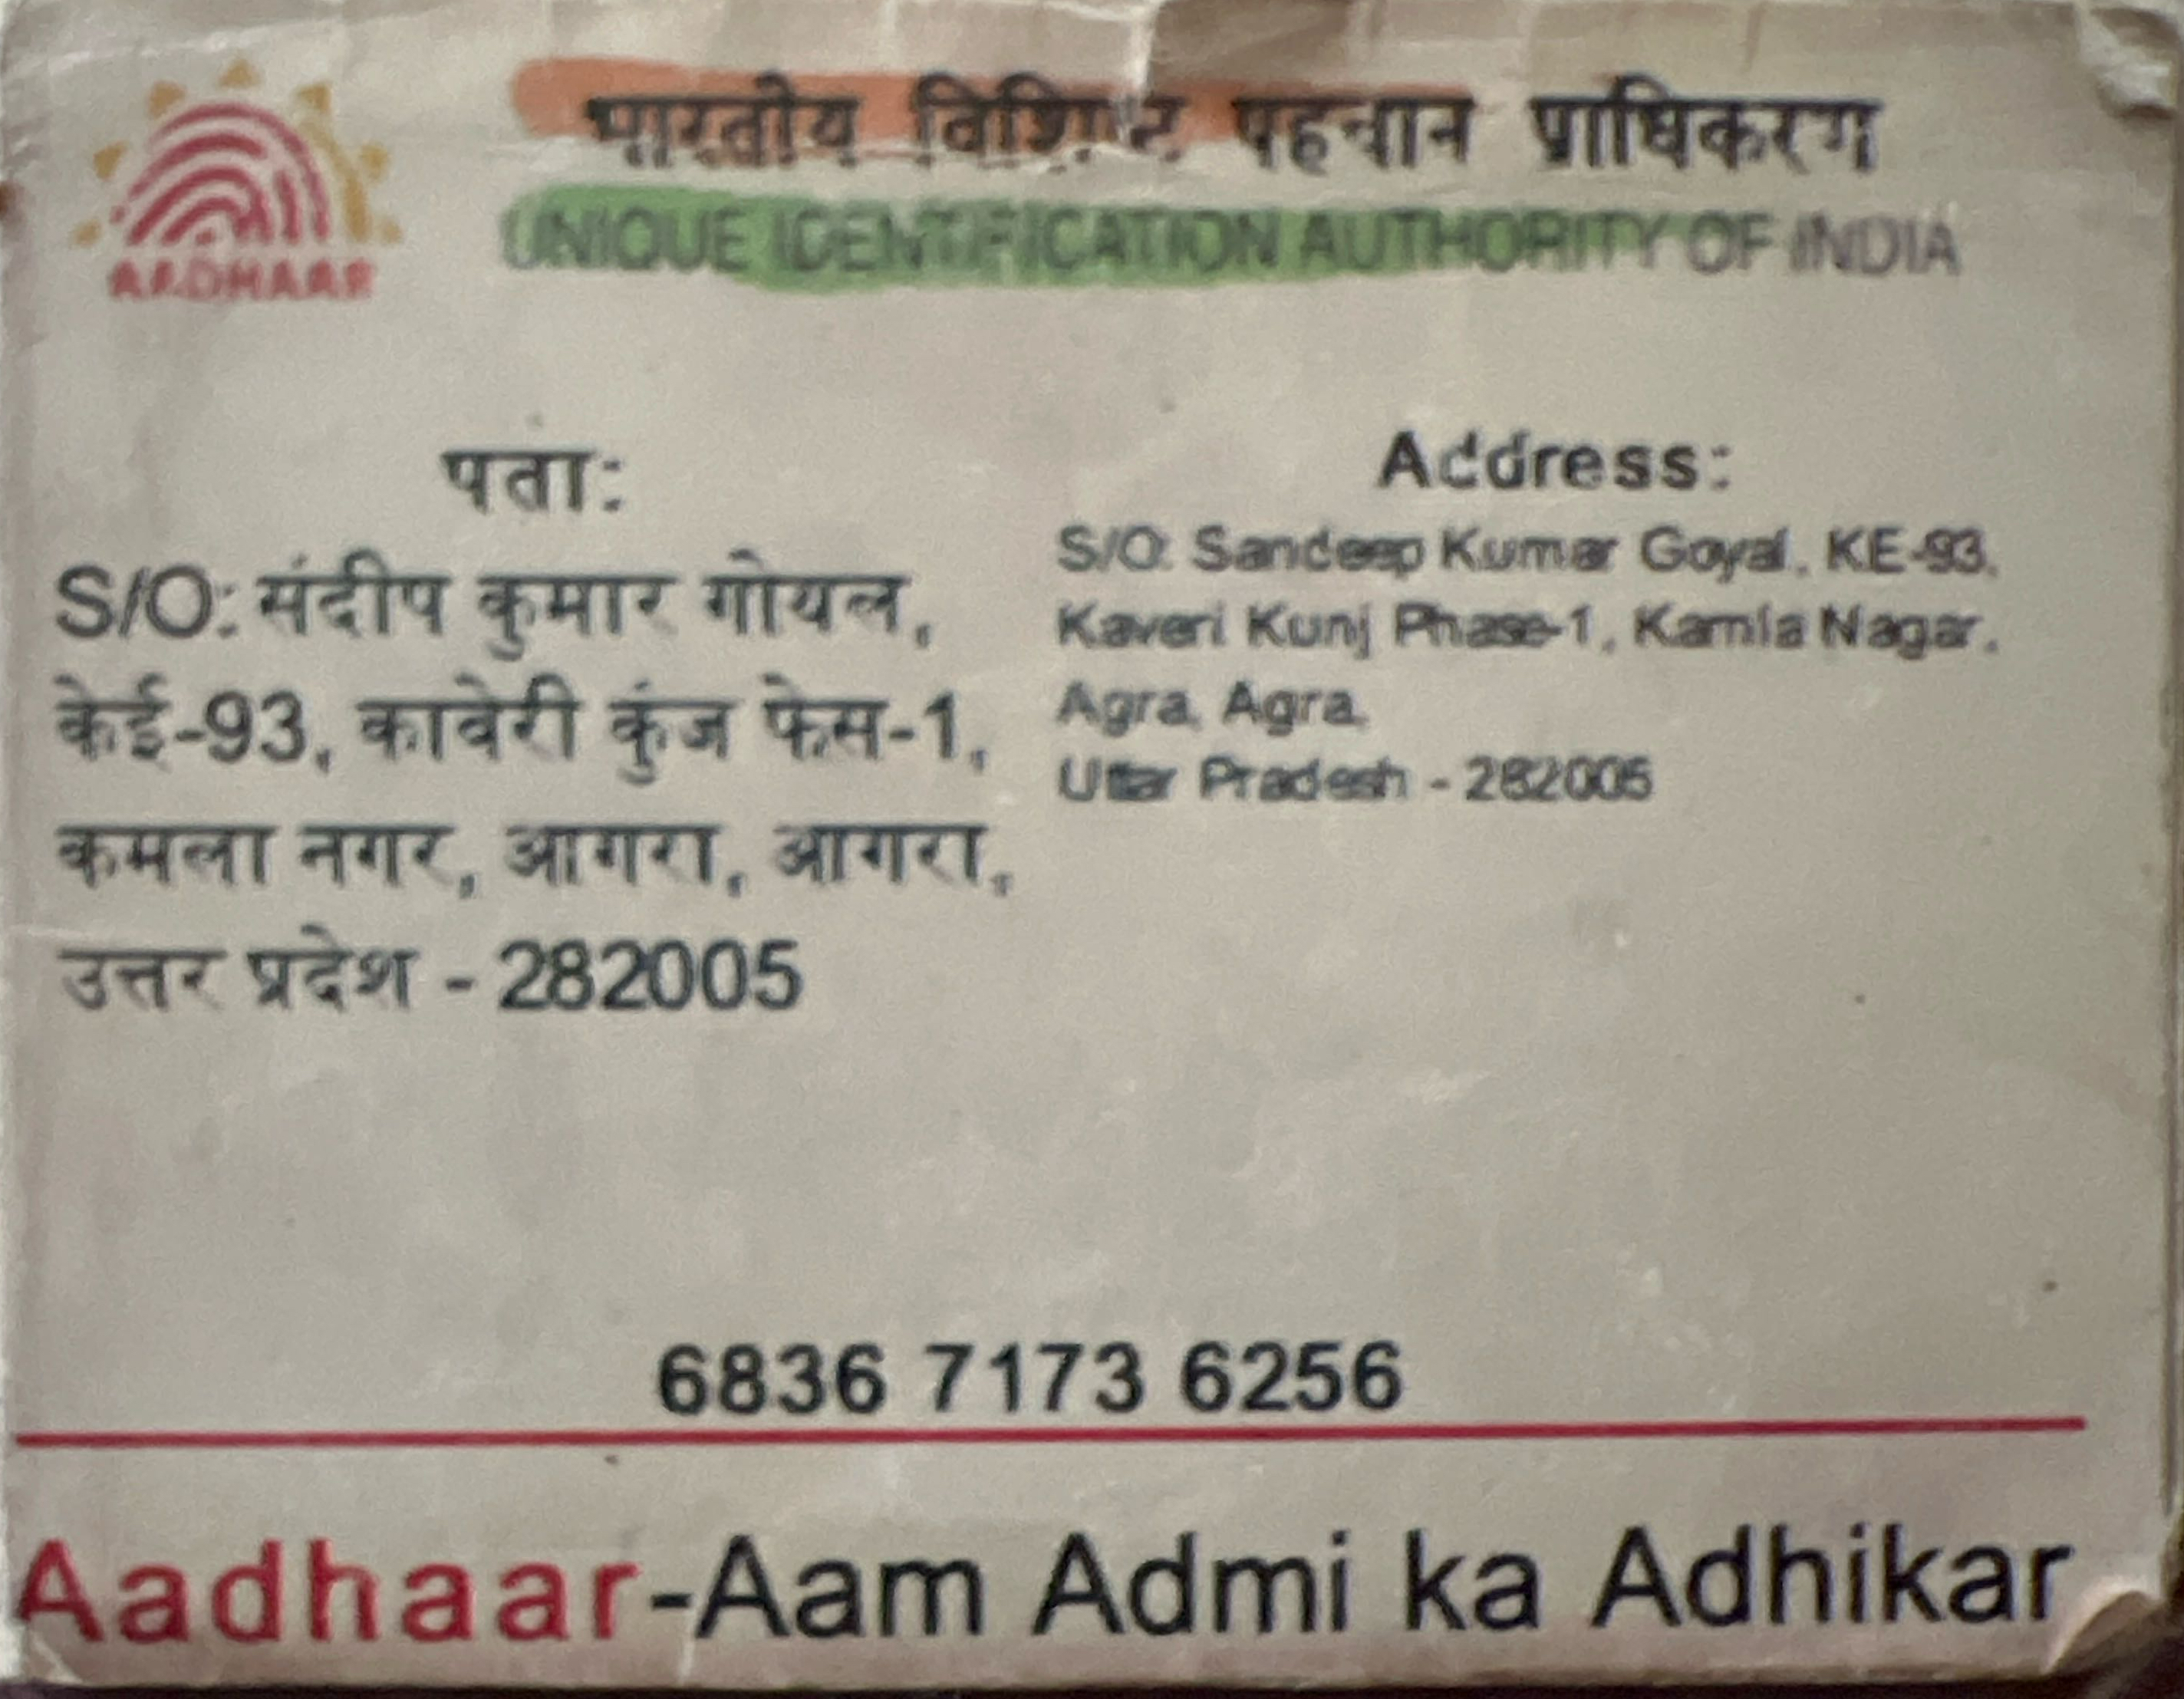 AADHAAR
भारतीय विशिष्ट पहचान प्राधिकरण
UNIQUE IDENTIFICATION AUTHORITY OF INDIA
पता:
S/O: संदीप कुमार गोयल,
केई-93, कावेरी कुंज फेस-1,
कमला नगर, आगरा, आगरा,
उत्तर प्रदेश - 282005
Address:
S/O: Sandeep Kumar Goyal, KE-93,
Kaveri Kunj Phase-1, Kamla Nagar,
Agra, Agra,
Uttar Pradesh - 282005
6836 7173 6256
Aadhaar-Aam Admi ka Adhikar